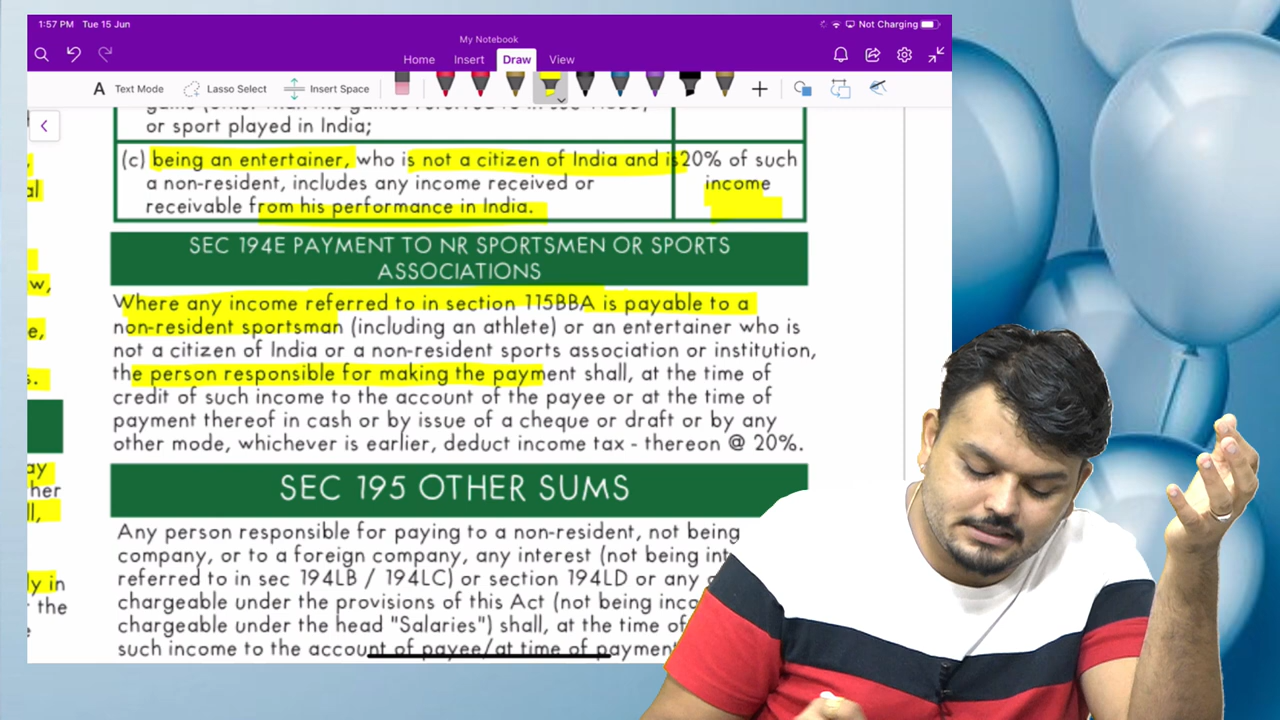 1:57 PM Tue 15 Jun
Not Charging
My Notebook
Home Insert Draw View
A Text Mode Lasso Select Insert Space
or sport played in India;
(c) being an entertainer, who is not a citizen of India and is
a non-resident, includes any income received or
receivable from his performance in India.
20% of such
income
SEC 194E PAYMENT TO NR SPORTSMEN OR SPORTS
ASSOCIATIONS
Where any income referred to in section 115BBA is payable to a
non-resident sportsman (including an athlete) or an entertainer who is
not a citizen of India or a non-resident sports association or institution,
the person responsible for making the payment shall, at the time of
credit of such income to the account of the payee or at the time of
payment thereof in cash or by issue of a cheque or draft or by any
other mode, whichever is earlier, deduct income tax - thereon @ 20%.
SEC 195 OTHER SUMS
Any person responsible for paying to a non-resident, not being
company, or to a foreign company, any interest (not being
referred to in sec 194LB / 194LC) or section 194LD or any
chargeable under the provisions of this Act (not being
chargeable under the head "Salaries") shall, at the time of
such income to the account of payee/at time of payment